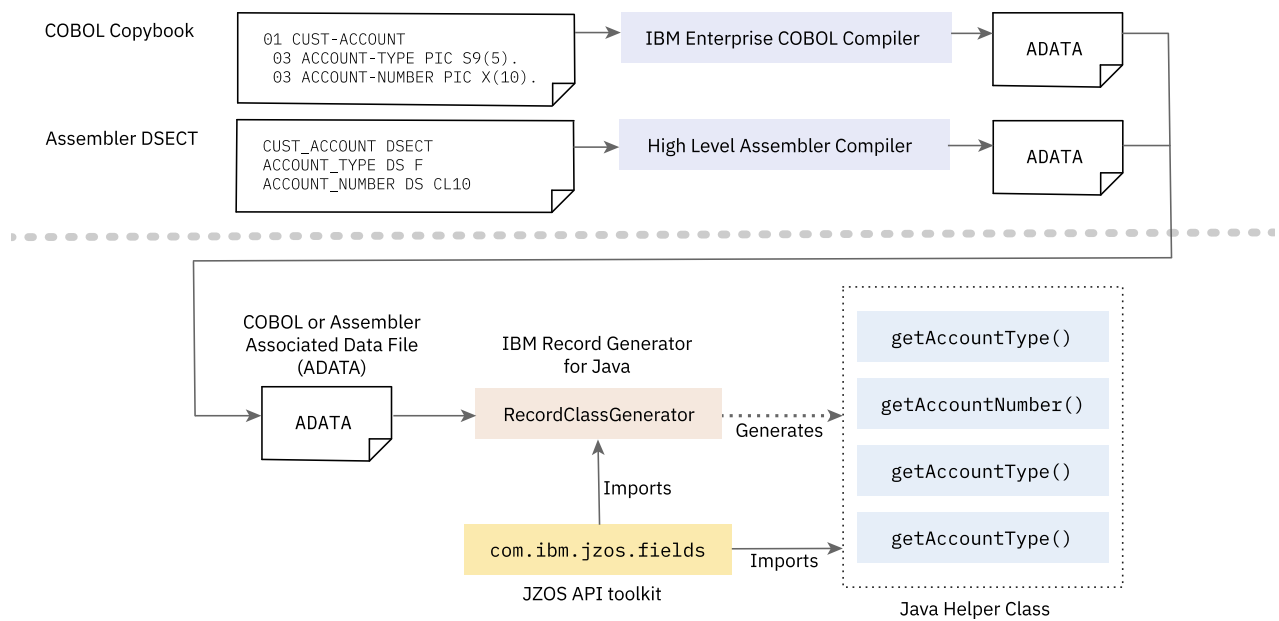 COBOL Copybook
01 CUST-ACCOUNT
03 ACCOUNT-TYPE PIC S9(5).
03 ACCOUNT-NUMBER PIC X(10).
IBM Enterprise COBOL Compiler
ADATA
Assembler DSECT
CUST_ACCOUNT DSECT
ACCOUNT_TYPE DS F
ACCOUNT_NUMBER DS CL10
High Level Assembler Compiler
ADATA
COBOL or Assembler
Associated Data File
(ADATA)
ADATA
IBM Record Generator
for Java
RecordClassGenerator
Generates
Imports
com.ibm.jzos.fields
JZOS API toolkit
Imports
getAccountType()
getAccountNumber()
getAccountType()
getAccountType()
Java Helper Class